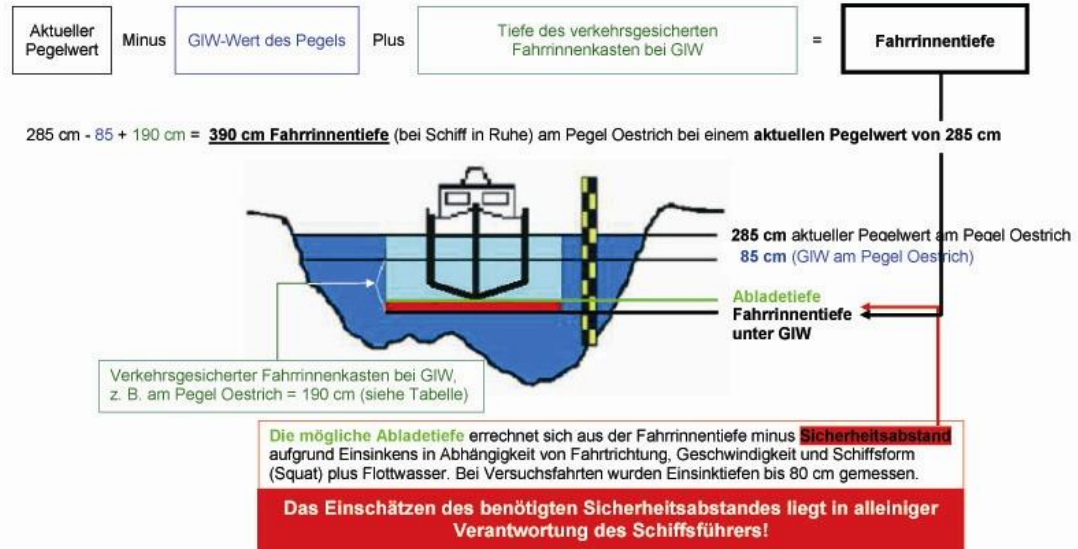 Aktueller
Pegelwert
Minus
GIW-Wert des Pegels
Plus
Tiefe des verkehrsgesicherten
Fahrrinnenkasten bei GIW
=
Fahrrinnentiefe
285 cm - 85 + 190 cm = 390 cm Fahrrinnentiefe (bei Schiff in Ruhe) am Pegel Oestrich bei einem aktuellen Pegelwert von 285 cm
285 cm aktueller Pegelwert am Pegel Oestrich
85 cm (GIW am Pegel Oestrich)
Abladetiefe
Fahrrinnentiefe
unter GIW
Verkehrsgesicherter Fahrrinnenkasten bei GIW,
z. B. am Pegel Oestrich = 190 cm (siehe Tabelle)
Die mögliche Abladetiefe errechnet sich aus der Fahrrinnentiefe minus Sicherheitsabstand
aufgrund Einsinkens in Abhängigkeit von Fahrtrichtung, Geschwindigkeit und Schiffsform
(Squat) plus Flottwasser. Bei Versuchsfahrten wurden Einsinktiefen bis 80 cm gemessen.
Das Einschätzen des benötigten Sicherheitsabstandes liegt in alleiniger
Verantwortung des Schiffsführers!